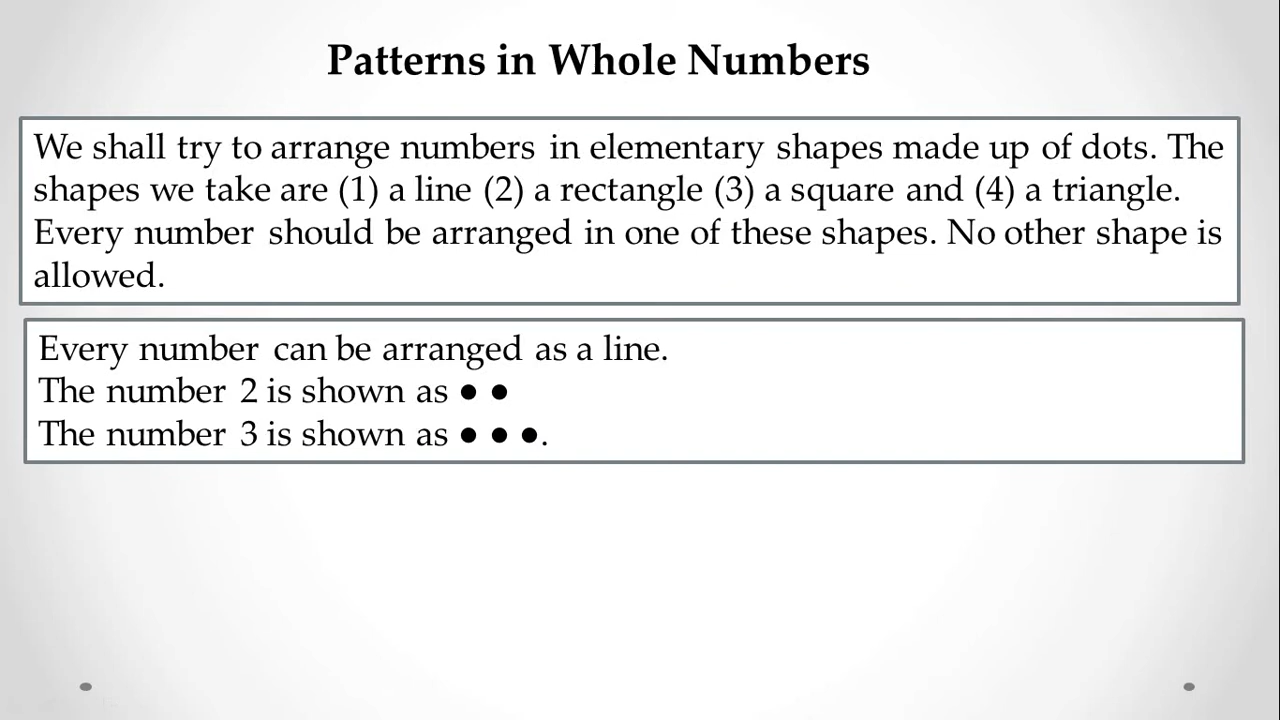 Patterns in Whole Numbers
We shall try to arrange numbers in elementary shapes made up of dots. The
shapes we take are (1) a line (2) a rectangle (3) a square and (4) a triangle.
Every number should be arranged in one of these shapes. No other shape is
allowed.
Every number can be arranged as a line.
The number 2 is shown as ● ●
The number 3 is shown as ● ● ●.